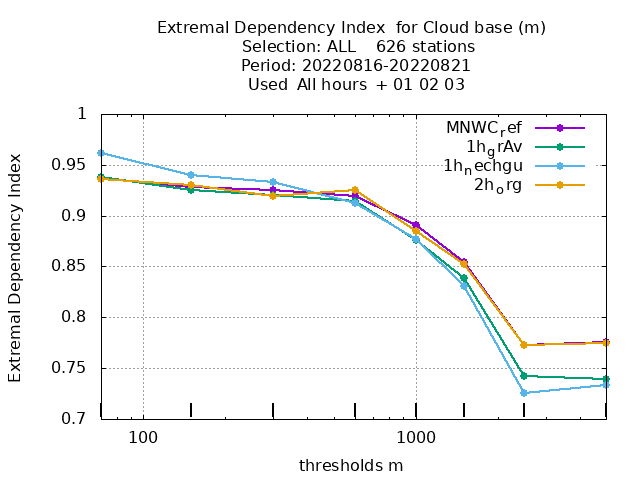 Extremal Dependency Index  for Cloud base (m)
Selection: ALL    626 stations
Period: 20220816-20220821
Used  All hours  + 01 02 03
Extremal Dependency Index
1
0.95
0.9
0.85
0.8
0.75
0.7
MNWC_ref
1h_grAv
1h_nechgu
2h_org
100
1000
thresholds m